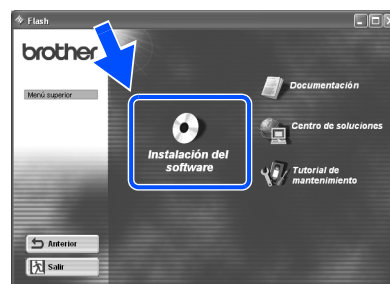 Flash
brother
Menú superior
Instalación del
software
Documentación
Centro de soluciones
Tutorial de
mantenimiento
Anterior
Salir